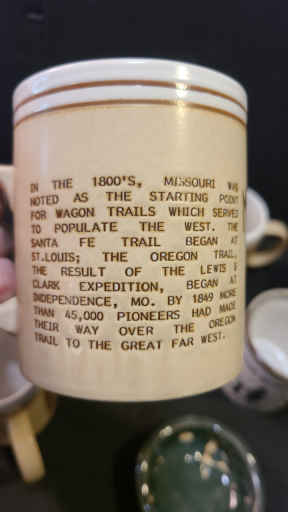 IN THE 1800'S, MISSOURI WAS
NOTED AS THE STARTING POINT
FOR WAGON TRAILS WHICH SERVED
TO POPULATE THE WEST. THE
SANTA FE TRAIL BEGAN AT
ST.LOUIS; THE OREGON TRAIL,
THE RESULT OF THE LEWIS &
CLARK EXPEDITION, BEGAN AT
INDEPENDENCE, MO. BY 1849 MORE
THAN 45,000 PIONEERS HAD MADE
THEIR WAY OVER THE OREGON
TRAIL TO THE GREAT FAR WEST.